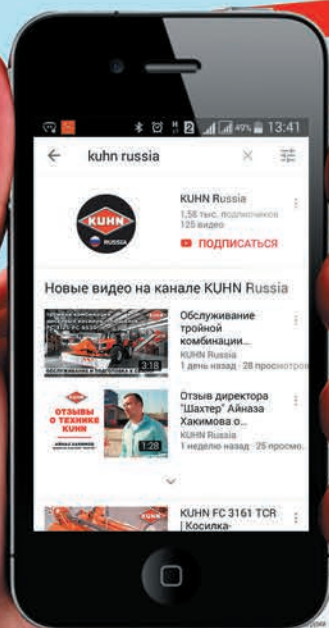 49% 13:41
kuhn russia
KUHN
RUSSIA
KUHN Russia
1,58 тыс. подписчиков
125 видео
ПОДПИСАТЬСЯ
Новые видео на канале KUHN Russia
3:18
Обслуживание
тройной
комбинации...
KUHN Russia
1 день назад · 28 просмотров
ОТЗЫВЫ
О ТЕХНИКЕ
KUHN
1:28
Отзыв директора
"Шахтер" Айназа
Хакимова о...
KUHN Russia
1 неделю назад · 25 просмо..
KUHN FC 3161 TCR
| Косилка-